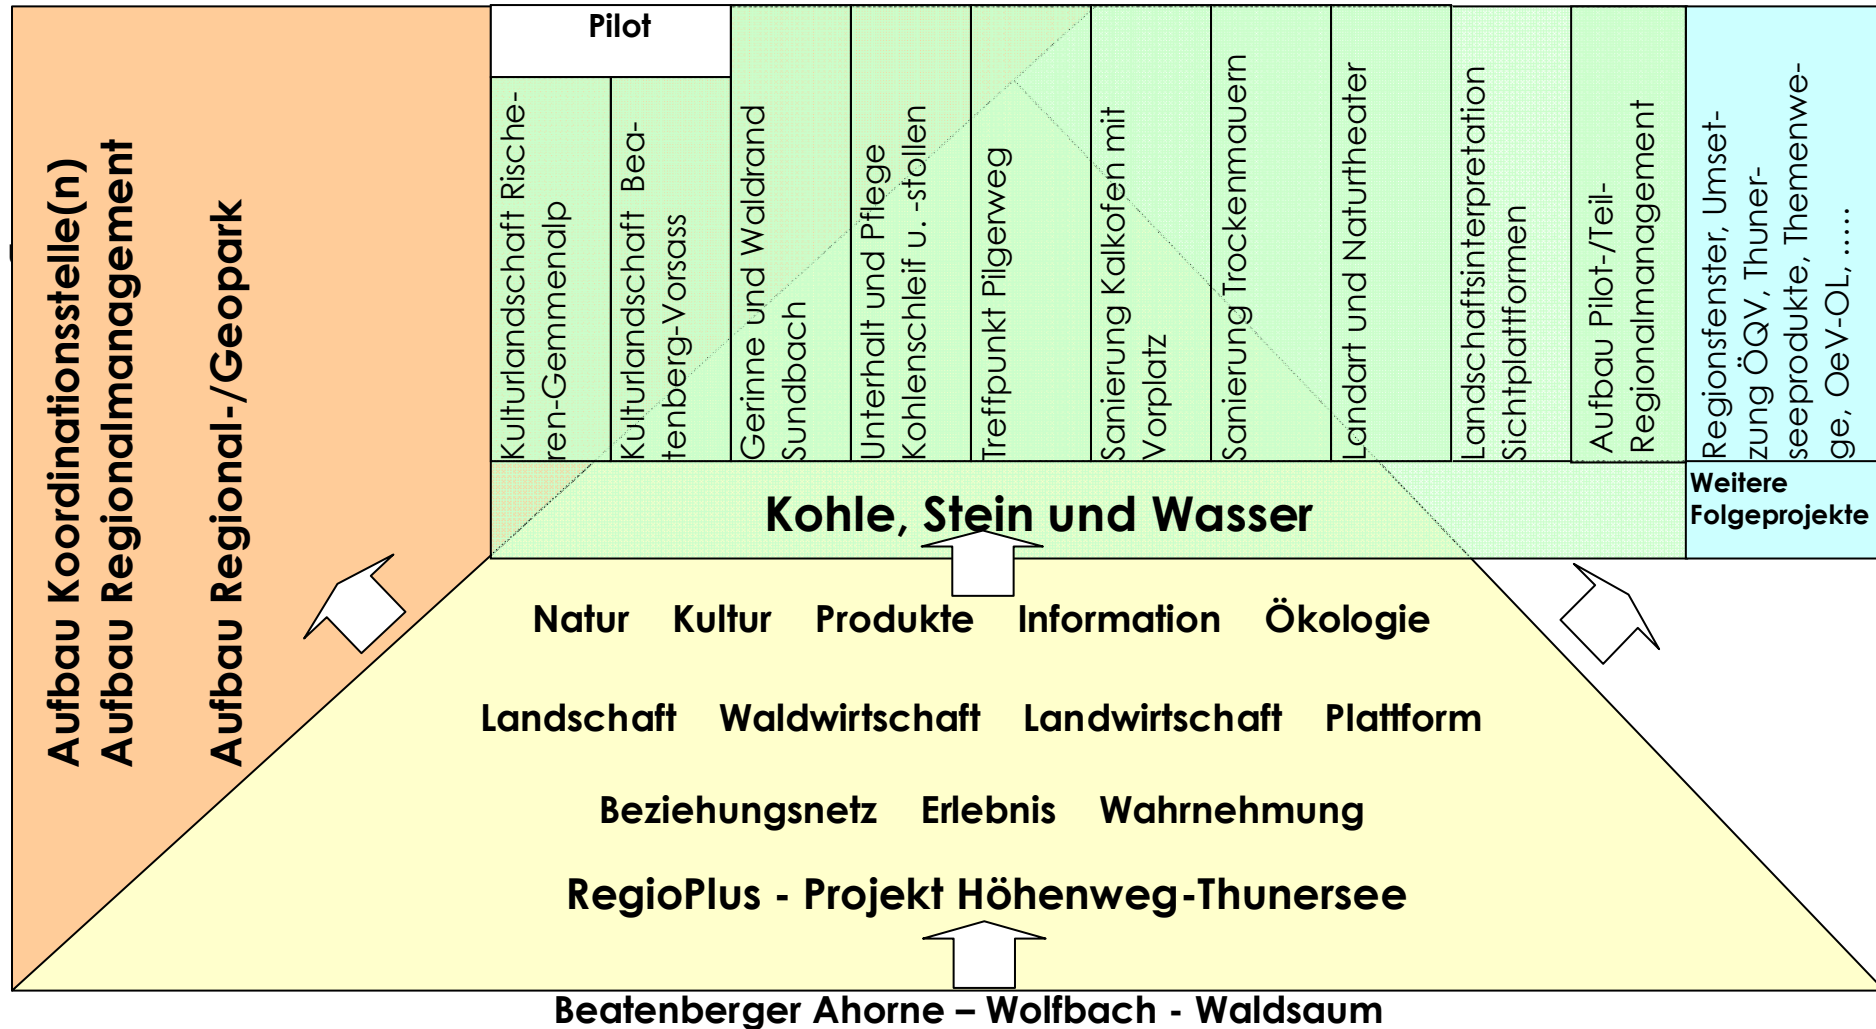 Aufbau Koordinationsstelle(n)
Aufbau Regionalmanagement
Aufbau Regional-/Geopark
Pilot
Kulturlandschaft Rische-
ren-Gemmenalp
Kulturlandschaft Bea-
tenberg-Vorsass
Gerinne und Waldrand
Sundbach
Unterhalt und Pflege
Kohlenschleif u. -stollen
Treffpunkt Pilgerweg
Sanierung Kalkofen mit
Vorplatz
Sanierung Trockenmauern
Landart und Naturtheater
Landschaftsinterpretation
Sichtplattformen
Aufbau Pilot-/Teil-
Regionalmanagement
Regionsfenster, Umset-
zung ÖQV, Thuner-
seeprodukte, Themenwe-
ge, OeV-OL, .....
Kohle, Stein und Wasser
Weitere
Folgeprojekte
Natur Kultur Produkte Information Ökologie
Landschaft Waldwirtschaft Landwirtschaft Plattform
Beziehungsnetz Erlebnis Wahrnehmung
RegioPlus - Projekt Höhenweg-Thunersee
Beatenberger Ahorne – Wolfbach - Waldsaum